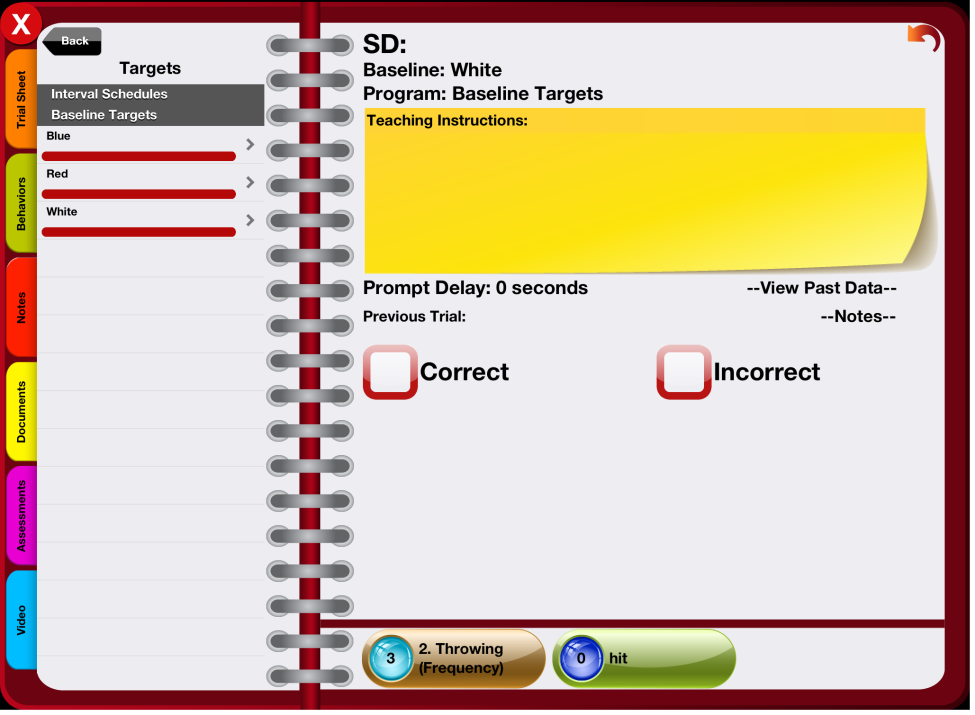 X
Back
Targets
Interval Schedules
Baseline Targets
Blue
Red
White
Trial Sheet
Behaviors
Notes
Documents
Assessments
Video
SD:
Baseline: White
Program: Baseline Targets
Teaching Instructions:
Prompt Delay: 0 seconds
--View Past Data--
Previous Trial:
--Notes--
Correct
Incorrect
3
2. Throwing
(Frequency)
0
hit